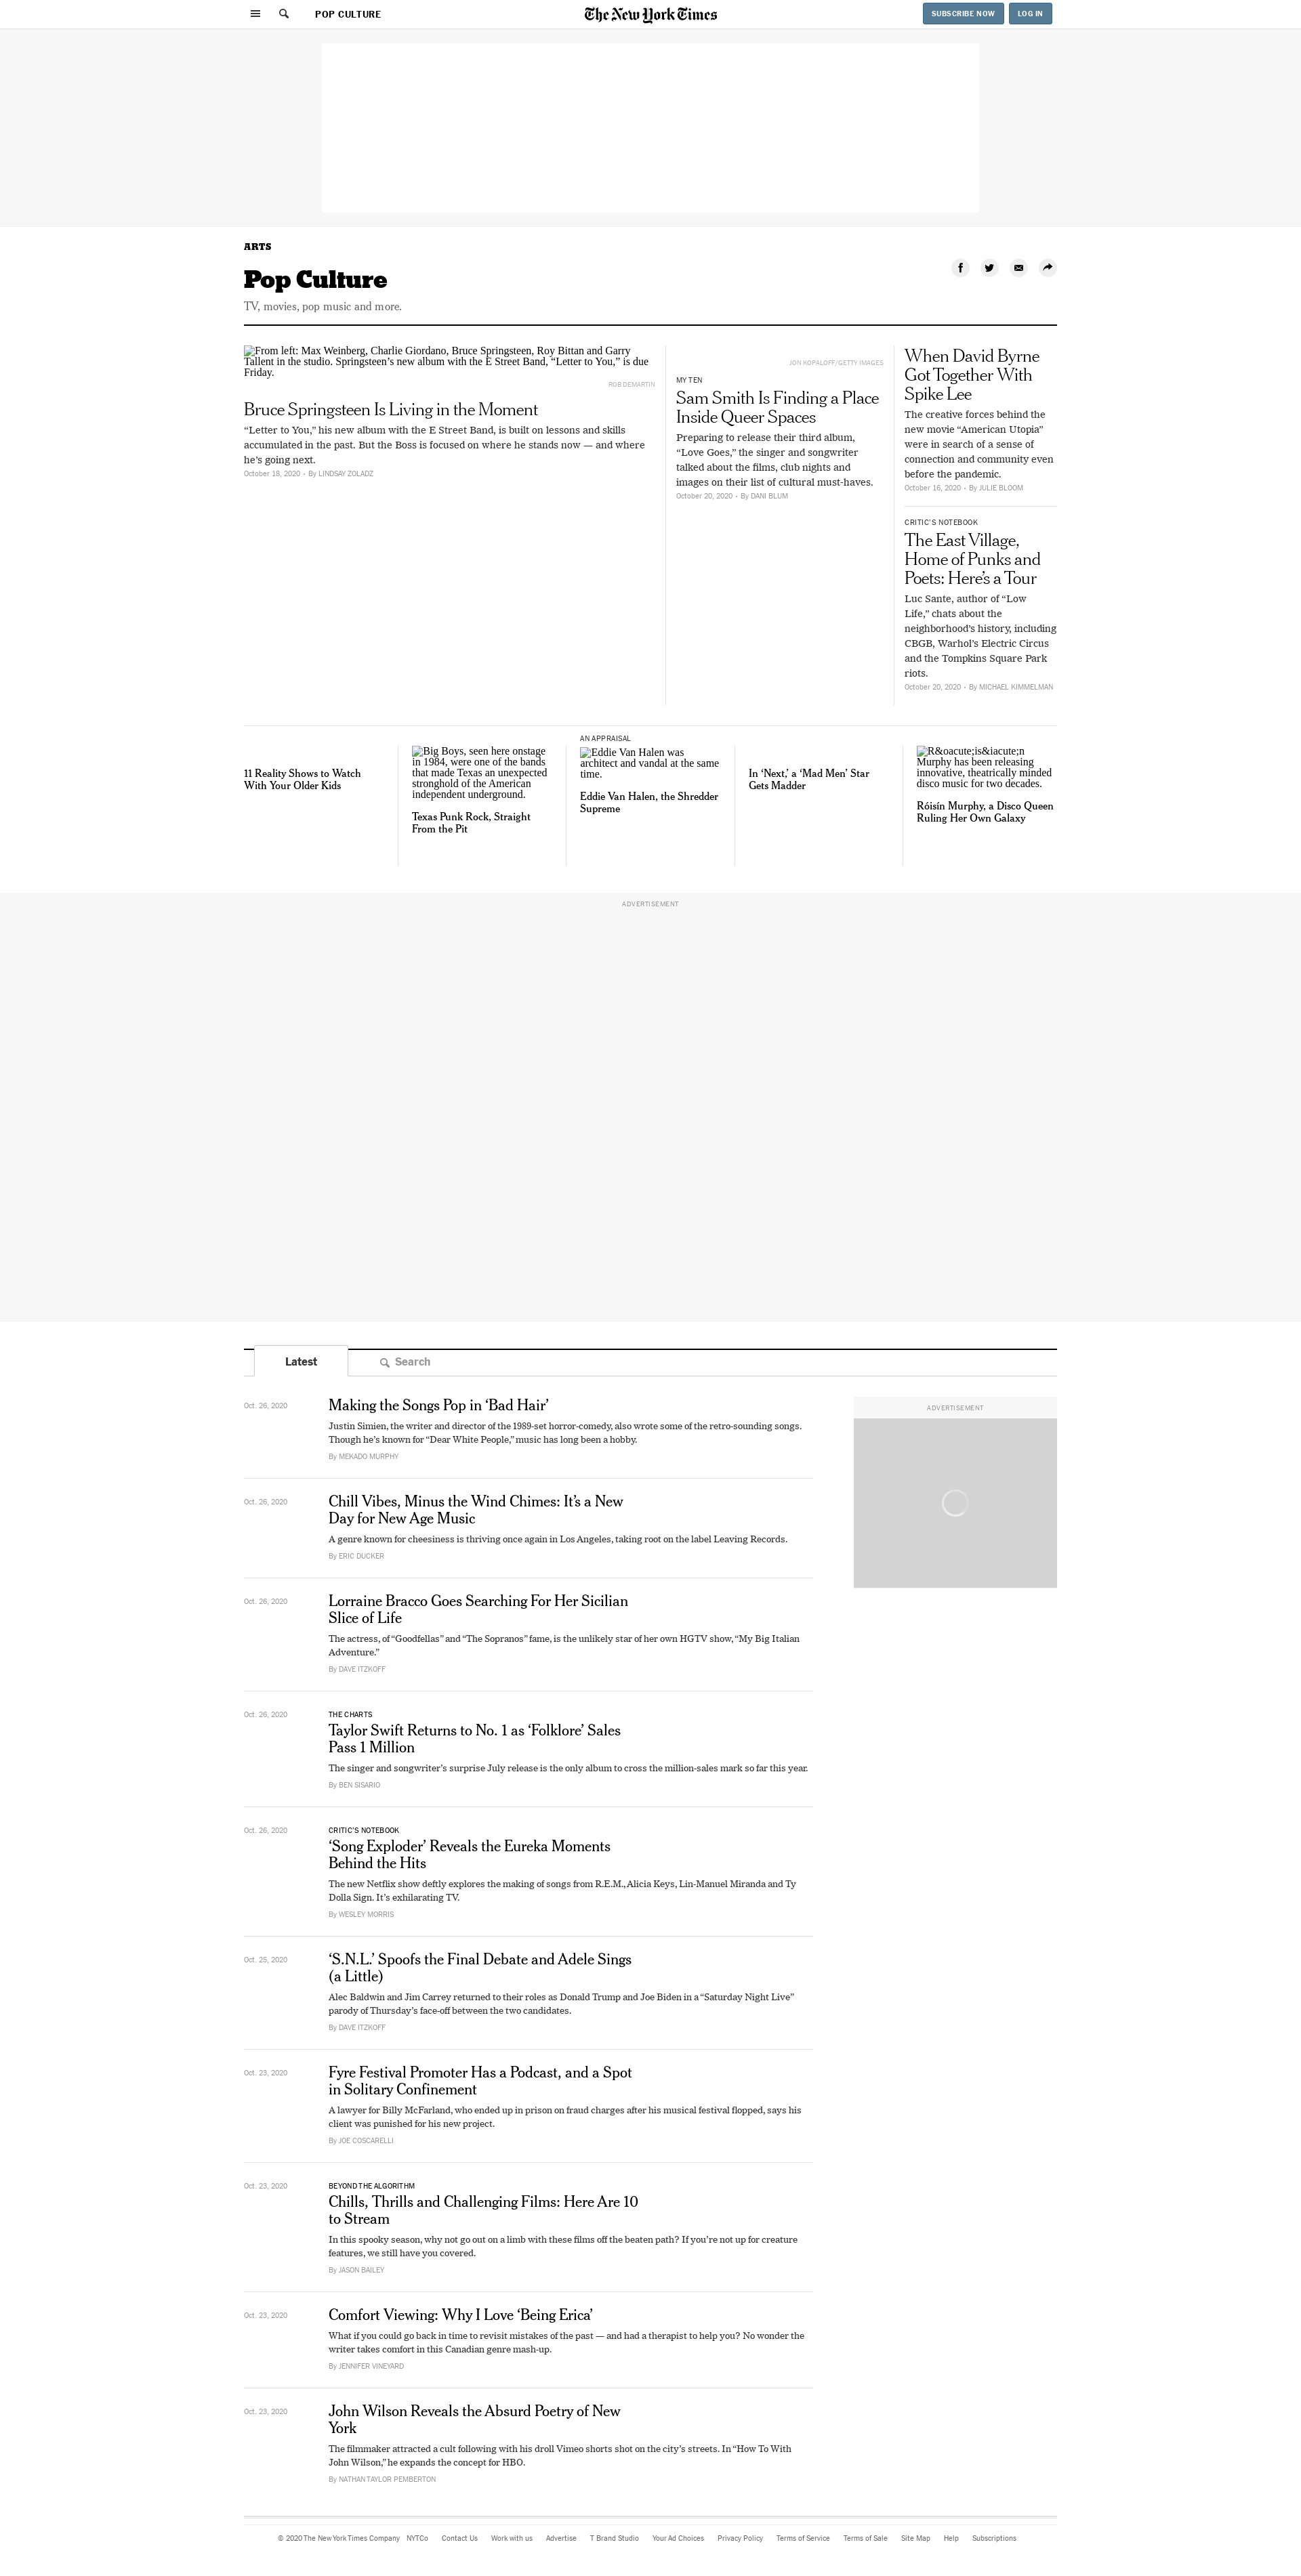 POP CULTURE
The New York Times
SUBSCRIBE NOW
LOG IN
ARTS
Pop Culture
TV, movies, pop music and more.
From left: Max Weinberg, Charlie Giordano, Bruce Springsteen, Roy Bittan and Garry
Tallent in the studio. Springsteen’s new album with the E Street Band, “Letter to You,” is due
Friday.
ROB DEMARTIN
Bruce Springsteen Is Living in the Moment
“Letter to You,” his new album with the E Street Band, is built on lessons and skills
accumulated in the past. But the Boss is focused on where he stands now — and where
he’s going next.
October 18, 2020 - By LINDSAY ZOLADZ
JON KOPALOFF/GETTY IMAGES
MY TEN
Sam Smith Is Finding a Place
Inside Queer Spaces
Preparing to release their third album,
“Love Goes,” the singer and songwriter
talked about the films, club nights and
images on their list of cultural must-haves.
October 20, 2020 - By DANI BLUM
When David Byrne
Got Together With
Spike Lee
The creative forces behind the
new movie “American Utopia”
were in search of a sense of
connection and community even
before the pandemic.
October 16, 2020 - By JULIE BLOOM
CRITIC’S NOTEBOOK
The East Village,
Home of Punks and
Poets: Here’s a Tour
Luc Sante, author of “Low
Life,” chats about the
neighborhood’s history, including
CBGB, Warhol’s Electric Circus
and the Tompkins Square Park
riots.
October 20, 2020 - By MICHAEL KIMMELMAN
11 Reality Shows to Watch
With Your Older Kids
Big Boys, seen here onstage
in 1984, were one of the bands
that made Texas an unexpected
stronghold of the American
independent underground.
Texas Punk Rock, Straight
From the Pit
AN APPRAISAL
Eddie Van Halen was
architect and vandal at the same
time.
Eddie Van Halen, the Shredder
Supreme
In ‘Next,’ a ‘Mad Men’ Star
Gets Madder
R&oacute;is&iacute;n
Murphy has been releasing
innovative, theatrically minded
disco music for two decades.
Róisín Murphy, a Disco Queen
Ruling Her Own Galaxy
ADVERTISEMENT
Latest
Search
Oct. 26, 2020
Making the Songs Pop in ‘Bad Hair’
Justin Simien, the writer and director of the 1989-set horror-comedy, also wrote some of the retro-sounding songs.
Though he’s known for “Dear White People,” music has long been a hobby.
By MEKADO MURPHY
ADVERTISEMENT
Oct. 26, 2020
Chill Vibes, Minus the Wind Chimes: It’s a New
Day for New Age Music
A genre known for cheesiness is thriving once again in Los Angeles, taking root on the label Leaving Records.
By ERIC DUCKER
Oct. 26, 2020
Lorraine Bracco Goes Searching For Her Sicilian
Slice of Life
The actress, of “Goodfellas” and “The Sopranos” fame, is the unlikely star of her own HGTV show, “My Big Italian
Adventure.”
By DAVE ITZKOFF
Oct. 26, 2020
THE CHARTS
Taylor Swift Returns to No. 1 as ‘Folklore’ Sales
Pass 1 Million
The singer and songwriter’s surprise July release is the only album to cross the million-sales mark so far this year.
By BEN SISARIO
Oct. 26, 2020
CRITIC’S NOTEBOOK
‘Song Exploder’ Reveals the Eureka Moments
Behind the Hits
The new Netflix show deftly explores the making of songs from R.E.M., Alicia Keys, Lin-Manuel Miranda and Ty
Dolla Sign. It’s exhilarating TV.
By WESLEY MORRIS
Oct. 25, 2020
‘S.N.L.’ Spoofs the Final Debate and Adele Sings
(a Little)
Alec Baldwin and Jim Carrey returned to their roles as Donald Trump and Joe Biden in a “Saturday Night Live”
parody of Thursday’s face-off between the two candidates.
By DAVE ITZKOFF
Oct. 23, 2020
Fyre Festival Promoter Has a Podcast, and a Spot
in Solitary Confinement
A lawyer for Billy McFarland, who ended up in prison on fraud charges after his musical festival flopped, says his
client was punished for his new project.
By JOE COSCARELLI
Oct. 23, 2020
BEYOND THE ALGORITHM
Chills, Thrills and Challenging Films: Here Are 10
to Stream
In this spooky season, why not go out on a limb with these films off the beaten path? If you’re not up for creature
features, we still have you covered.
By JASON BAILEY
Oct. 23, 2020
Comfort Viewing: Why I Love ‘Being Erica’
What if you could go back in time to revisit mistakes of the past — and had a therapist to help you? No wonder the
writer takes comfort in this Canadian genre mash-up.
By JENNIFER VINEYARD
Oct. 23, 2020
John Wilson Reveals the Absurd Poetry of New
York
The filmmaker attracted a cult following with his droll Vimeo shorts shot on the city’s streets. In “How To With
John Wilson,” he expands the concept for HBO.
By NATHAN TAYLOR PEMBERTON
© 2020 The New York Times Company NYTCo Contact Us Work with us Advertise T Brand Studio Your Ad Choices Privacy Policy Terms of Service Terms of Sale Site Map Help Subscriptions